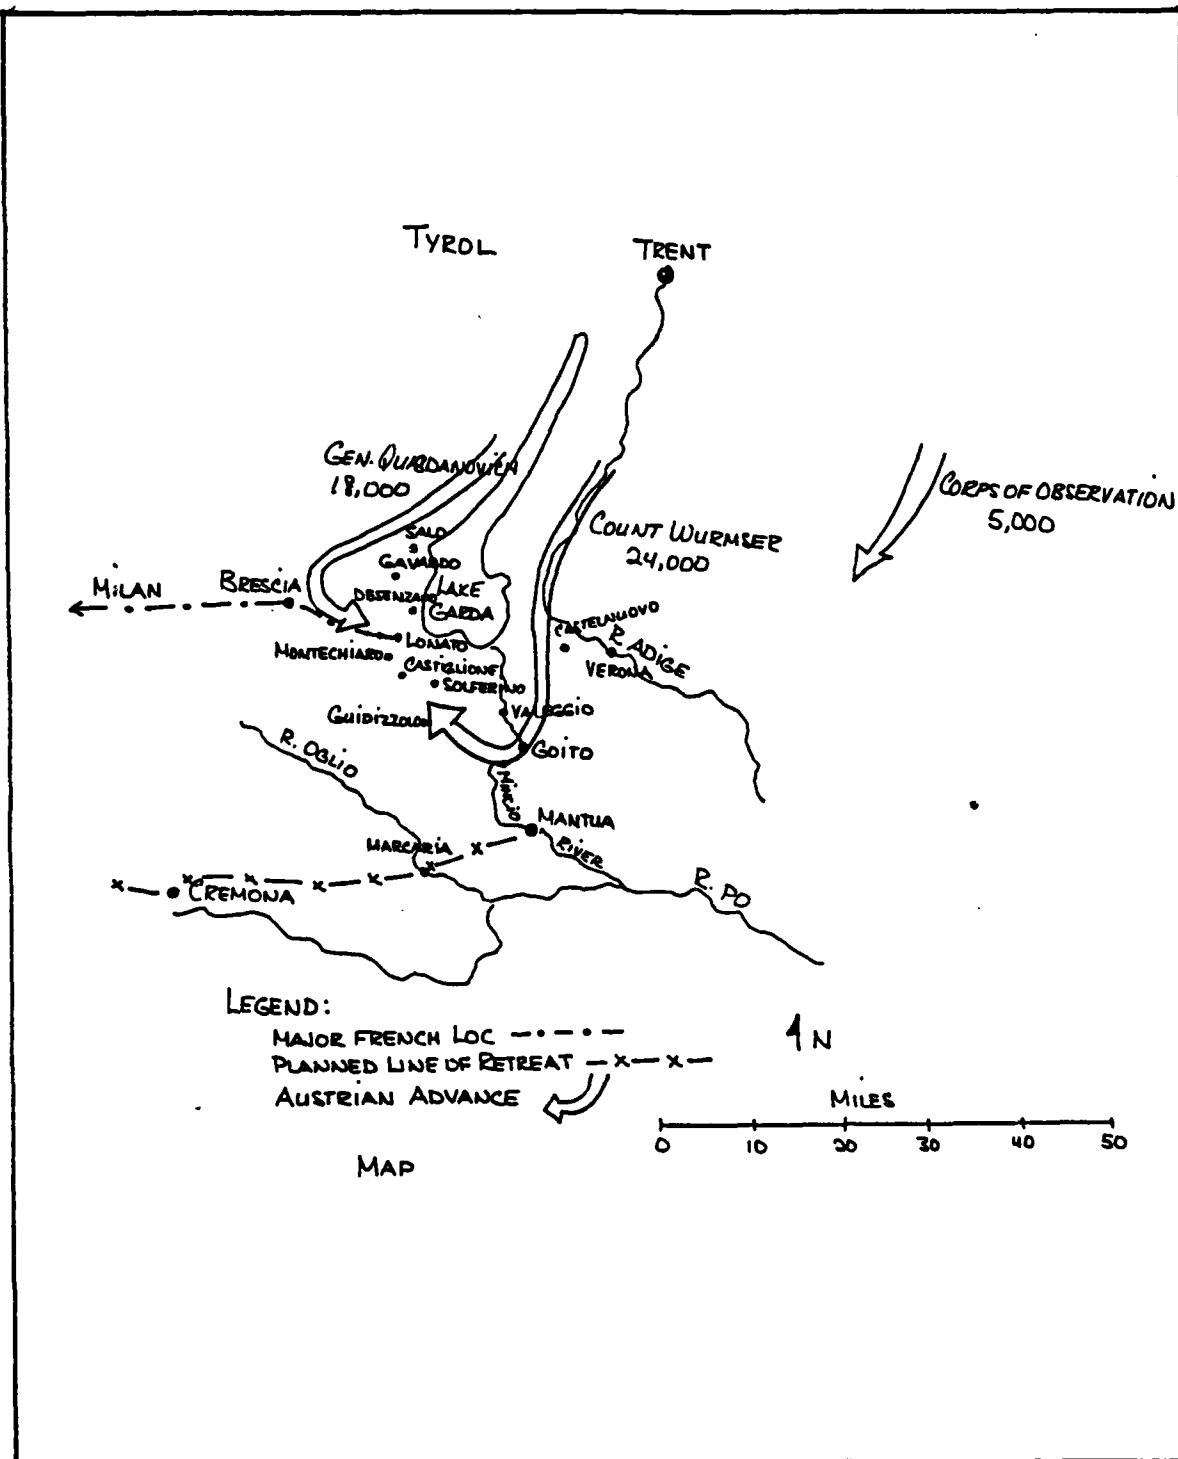 TYROL
TRENT
GEN. QUASDANOVICH
18,000
CORPS OF OBSERVATION
5,000
COUNT WURMSER
24,000
SALO
GAVARDO
MILAN
BRESCIA
DESENZANO
LAKE
GARDA
CASTELNUOVO
LONATO
R. ADIGE
MONTECHIARO
VERONA
CASTIGLIONE
SOLFERINO
GUIDIZZOLO
VALEGGIO
R. OGLIO
GOITO
MINCIO
MANTUA
MARCARIA
RIVER
CREMONA
R. PO
LEGEND:
MAJOR FRENCH LOC
N
PLANNED LINE OF RETREAT
AUSTRIAN ADVANCE
MILES
0 10 20 30 40 50
MAP